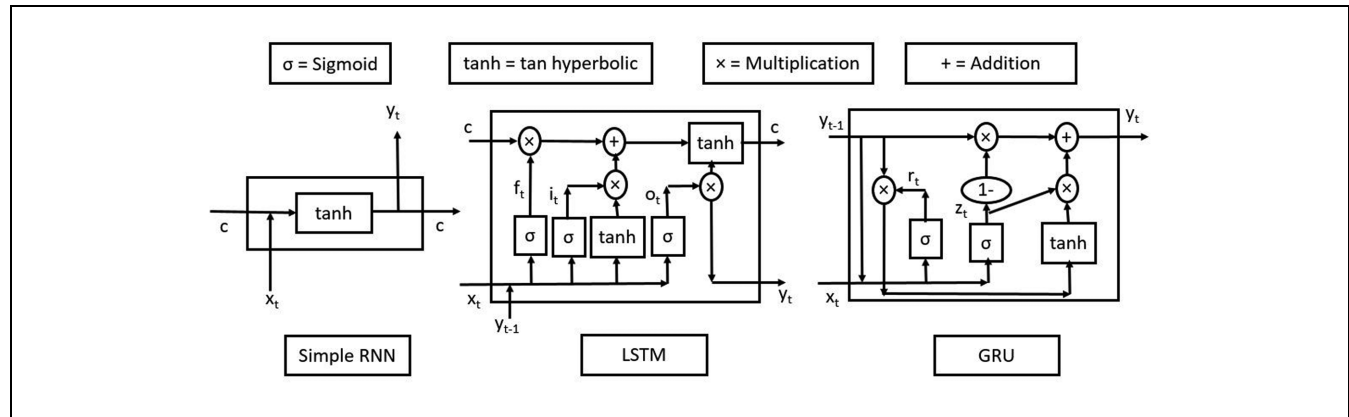 σ = Sigmoid
tanh = tan hyperbolic
× = Multiplication
+ = Addition
yₜ
tanh
c
c
xₜ
Simple RNN
c
×
+
tanh
c
fₜ
iₜ
×
oₜ
×
σ
σ
tanh
σ
xₜ
yₜ₋₁
yₜ
LSTM
yₜ₋₁
×
+
yₜ
×
rₜ
1-
×
zₜ
σ
σ
tanh
xₜ
GRU